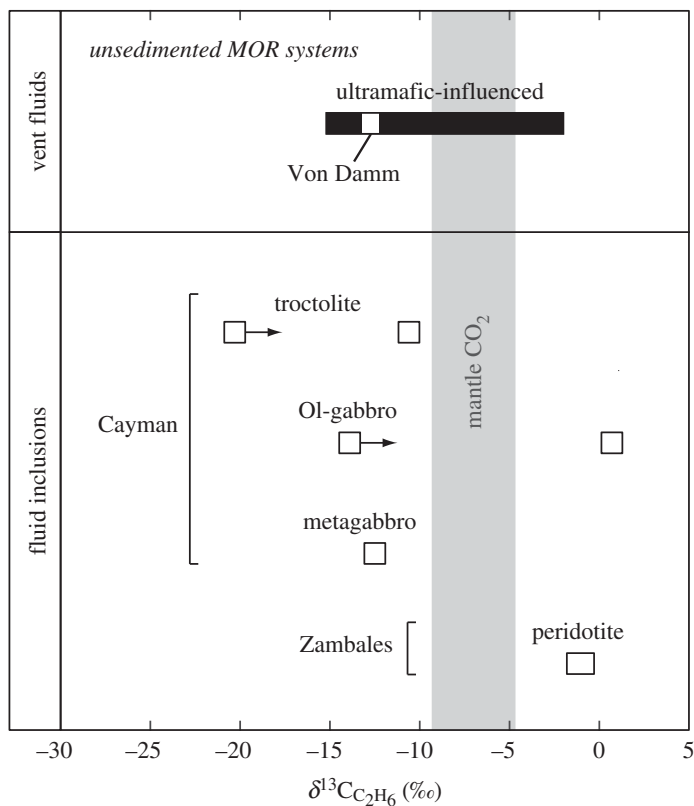 unsedimented MOR systems
vent fluids
ultramafic-influenced
Von Damm
fluid inclusions
Cayman
troctolite
Ol-gabbro
metagabbro
mantle CO₂
Zambales
peridotite
–30 –25 –20 –15 –10 –5 0 5
δ¹³C_C₂H₆ (‰)